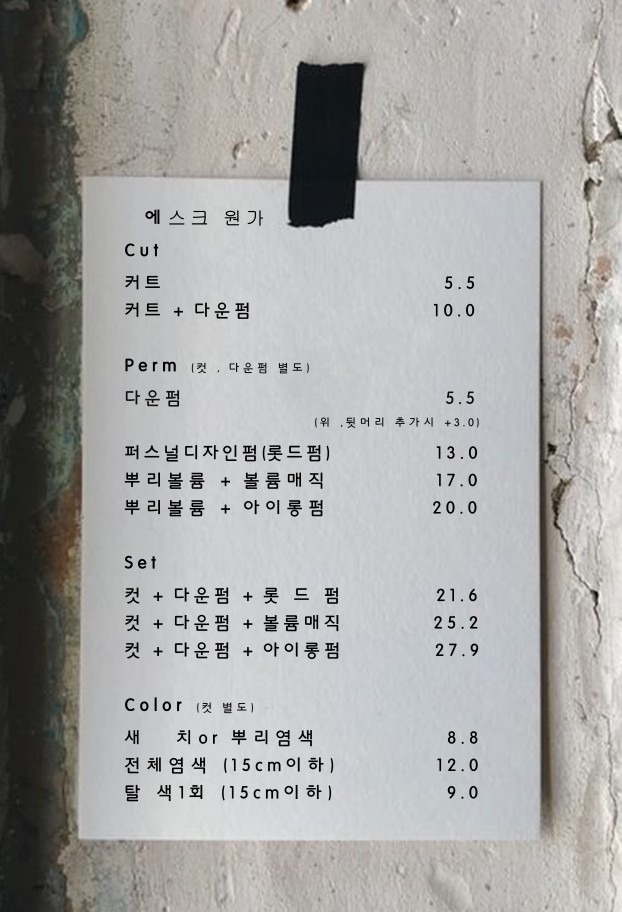 에스크 원가
Cut
커트 5.5
커트 + 다운펌 10.0
Perm (컷 , 다운펌 별도)
다운펌 5.5
(위 ,뒷머리 추가시 +3.0)
퍼스널디자인펌(롯드펌) 13.0
뿌리볼륨 + 볼륨매직 17.0
뿌리볼륨 + 아이롱펌 20.0
Set
컷 + 다운펌 + 롯 드 펌 21.6
컷 + 다운펌 + 볼륨매직 25.2
컷 + 다운펌 + 아이롱펌 27.9
Color (컷 별도)
새 치or 뿌리염색 8.8
전체염색 (15cm이하) 12.0
탈 색1회 (15cm이하) 9.0